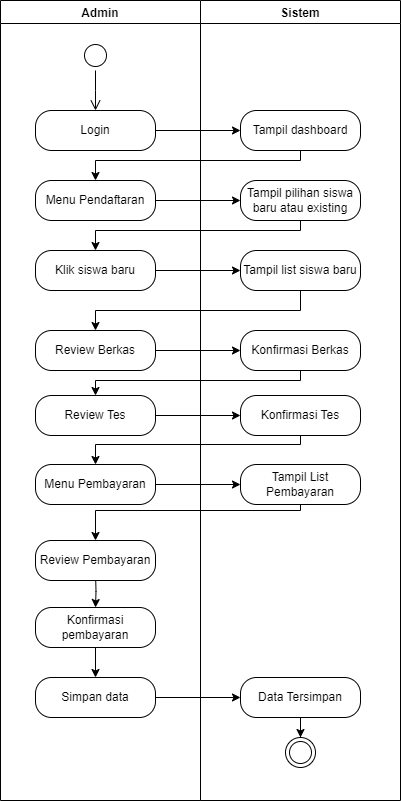 Admin
Sistem
Login
Tampil dashboard
Menu Pendaftaran
Tampil pilihan siswa
baru atau existing
Klik siswa baru
Tampil list siswa baru
Review Berkas
Konfirmasi Berkas
Review Tes
Konfirmasi Tes
Menu Pembayaran
Tampil List
Pembayaran
Review Pembayaran
Konfirmasi
pembayaran
Simpan data
Data Tersimpan